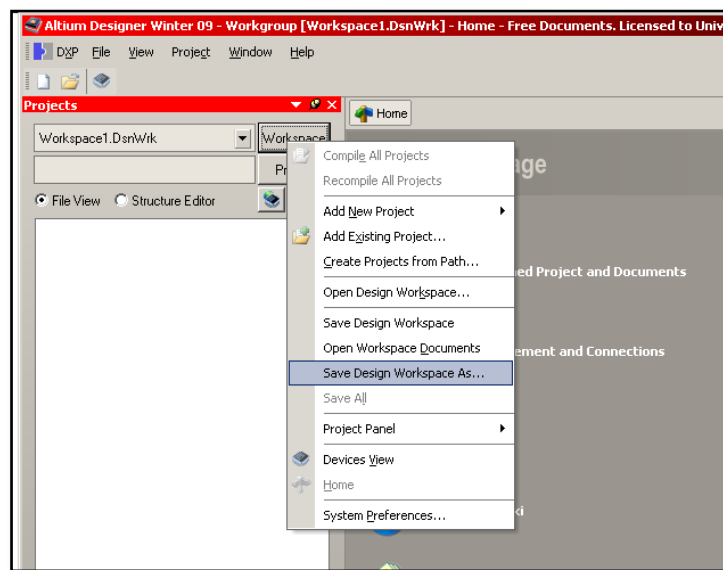 Altium Designer Winter 09 - Workgroup [Workspace1.DsnWrk] - Home - Free Documents. Licensed to Univ
DXP File View Project Window Help
Projects
Home
Workspace1.DsnWrk Workspace
Pr
File View Structure Editor
age
Compile All Projects
Recompile All Projects
Add New Project
Add Existing Project...
Create Projects from Path...
ed Project and Documents
Open Design Workspace...
Save Design Workspace
Open Workspace Documents
ement and Connections
Save Design Workspace As...
Save All
Project Panel
Devices View
Home
System Preferences...
ki